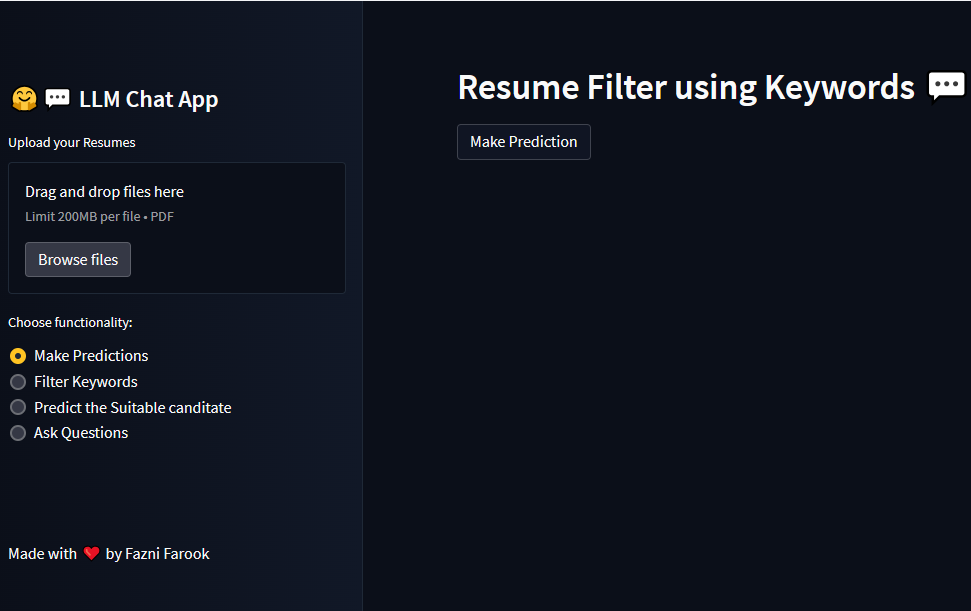 🤗💬 LLM Chat App
Upload your Resumes
Drag and drop files here
Limit 200MB per file • PDF
Browse files
Choose functionality:
Make Predictions
Filter Keywords
Predict the Suitable canditate
Ask Questions
Made with ❤️ by Fazni Farook
Resume Filter using Keywords 💬
Make Prediction